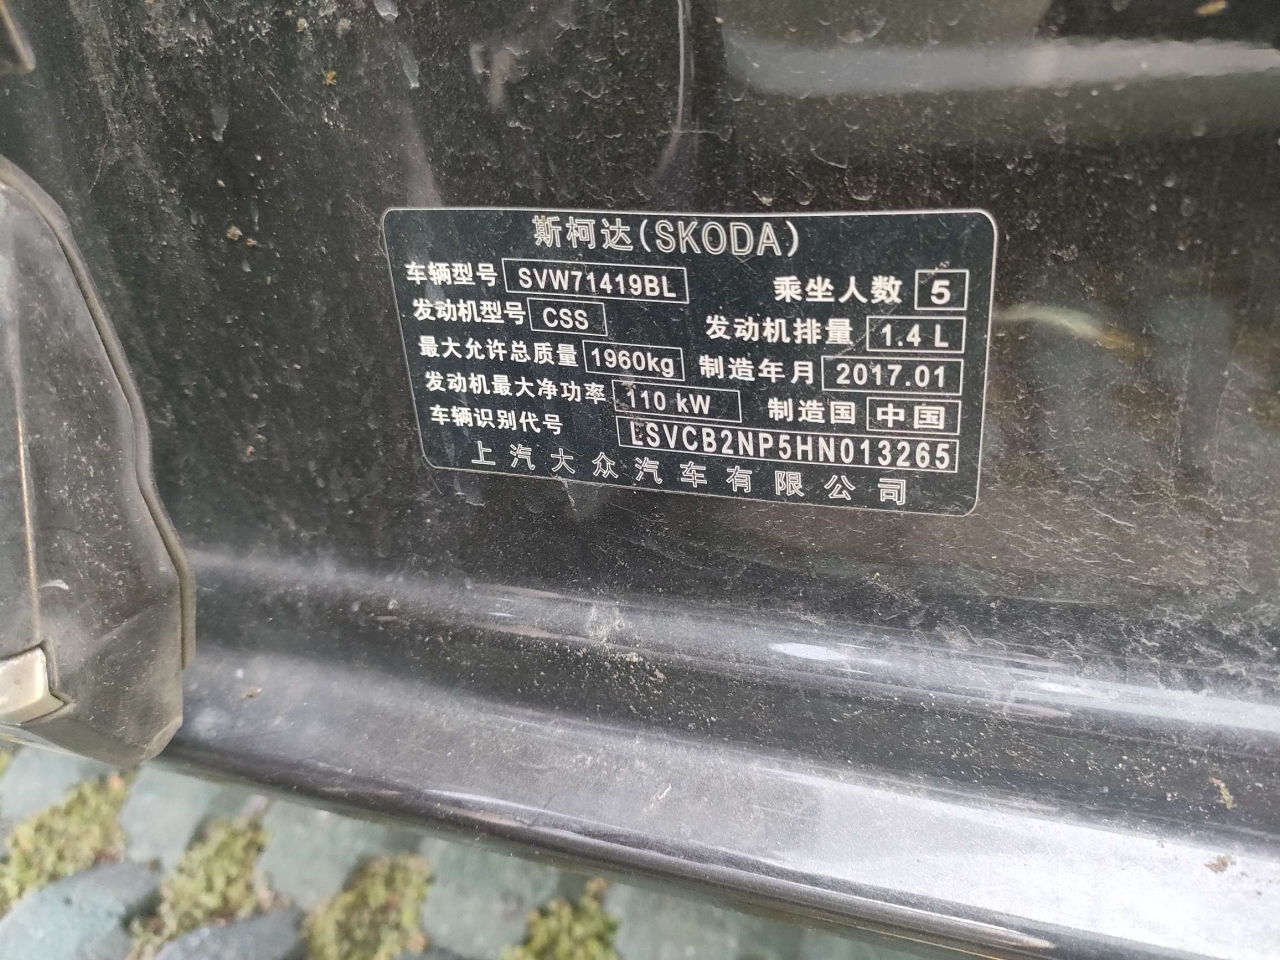 斯柯达(SKODA)
车辆型号 SVW71419BL 乘坐人数 5
发动机型号 CSS 发动机排量 1.4 L
最大允许总质量 1960kg 制造年月 2017.01
发动机最大净功率 110 kW 制造国 中国
车辆识别代号 LSVCB2NP5HN013265
上汽大众汽车有限公司